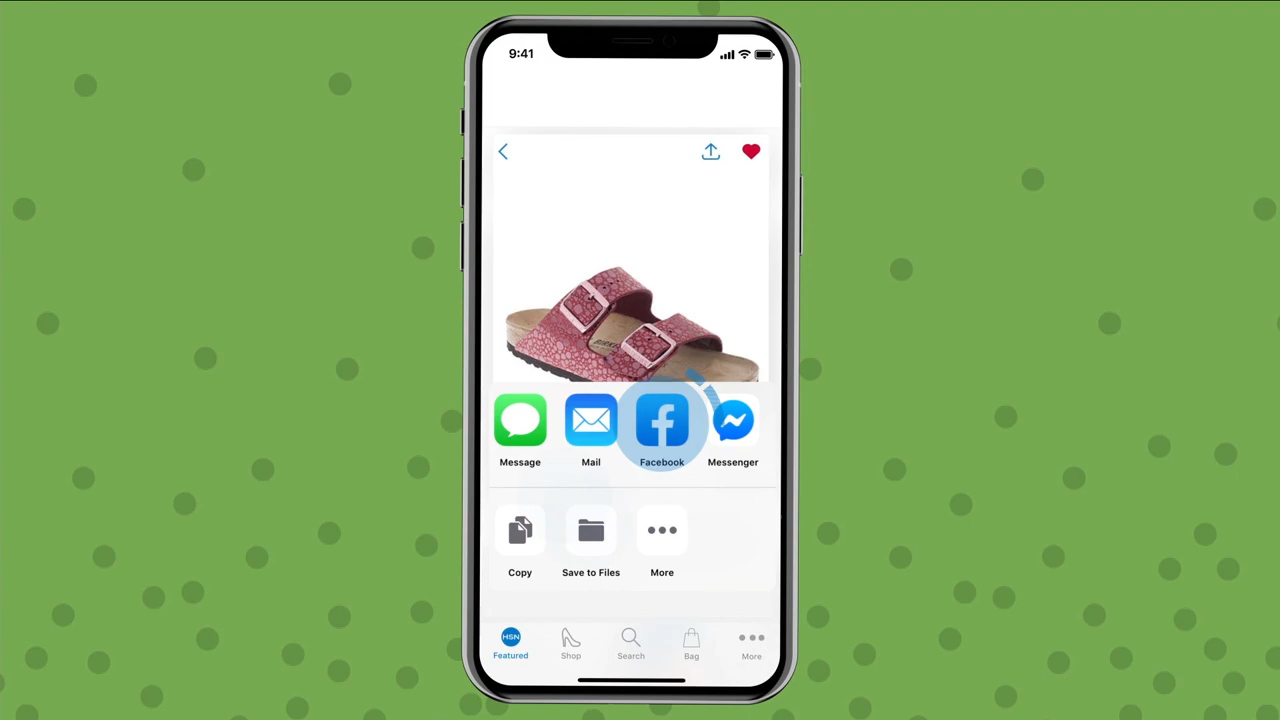 9:41
Message Mail Facebook Messenger
Copy Save to Files More
HSN
Featured Shop Search Bag More